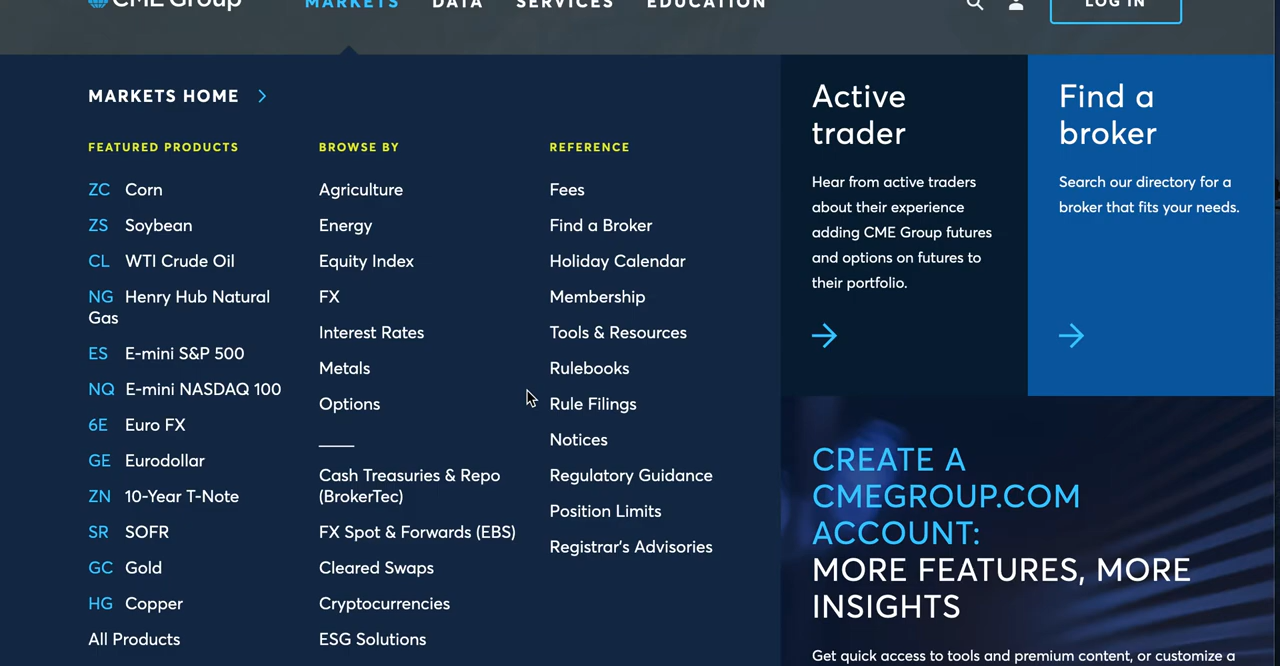 CME Group
MARKETS
DATA
SERVICES
EDUCATION
LOG IN
MARKETS HOME
FEATURED PRODUCTS
ZC Corn
ZS Soybean
CL WTI Crude Oil
NG Henry Hub Natural
Gas
ES E-mini S&P 500
NQ E-mini NASDAQ 100
6E Euro FX
GE Eurodollar
ZN 10-Year T-Note
SR SOFR
GC Gold
HG Copper
All Products
BROWSE BY
Agriculture
Energy
Equity Index
FX
Interest Rates
Metals
Options
Cash Treasuries & Repo
(BrokerTec)
FX Spot & Forwards (EBS)
Cleared Swaps
Cryptocurrencies
ESG Solutions
REFERENCE
Fees
Find a Broker
Holiday Calendar
Membership
Tools & Resources
Rulebooks
Rule Filings
Notices
Regulatory Guidance
Position Limits
Registrar's Advisories
Active
trader
Hear from active traders
about their experience
adding CME Group futures
and options on futures to
their portfolio.
Find a
broker
Search our directory for a
broker that fits your needs.
CREATE A
CMEGROUP.COM
ACCOUNT:
MORE FEATURES, MORE
INSIGHTS
Get quick access to tools and premium content, or customize a